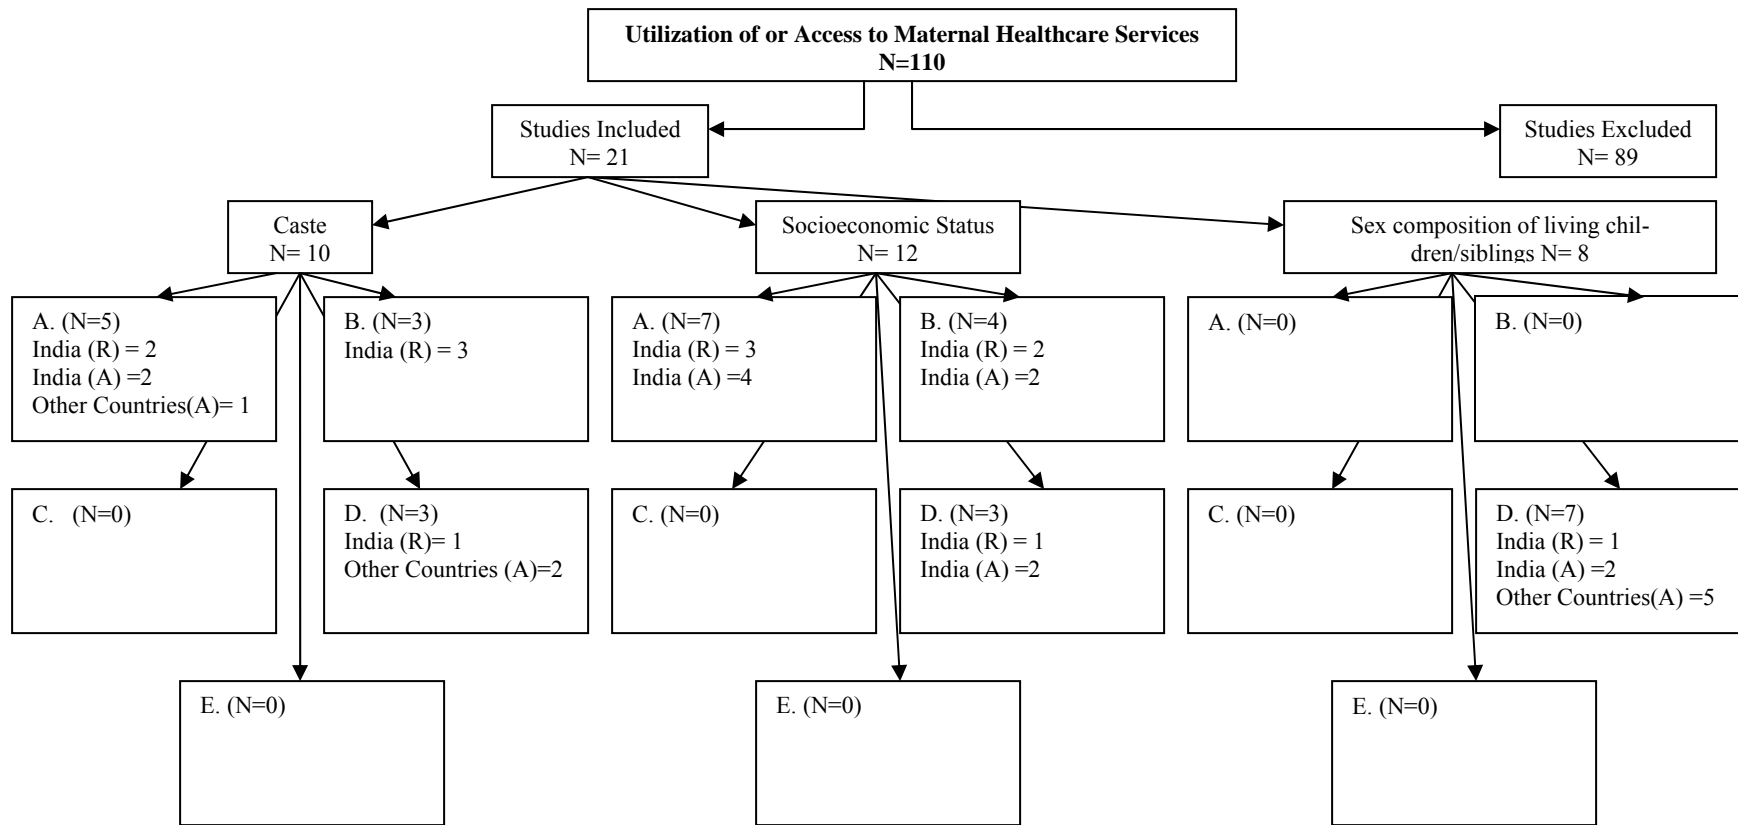 Utilization of or Access to Maternal Healthcare Services
N=110
Studies Included
N= 21
Studies Excluded
N= 89
Caste
N= 10
Socioeconomic Status
N= 12
Sex composition of living chil-
dren/siblings N= 8
A. (N=5)
India (R) = 2
India (A) =2
Other Countries(A)= 1
B. (N=3)
India (R) = 3
A. (N=7)
India (R) = 3
India (A) =4
B. (N=4)
India (R) = 2
India (A) =2
A. (N=0)
B. (N=0)
C. (N=0)
D. (N=3)
India (R)= 1
Other Countries (A)=2
C. (N=0)
D. (N=3)
India (R) = 1
India (A) =2
C. (N=0)
D. (N=7)
India (R) = 1
India (A) =2
Other Countries(A) =5
E. (N=0)
E. (N=0)
E. (N=0)